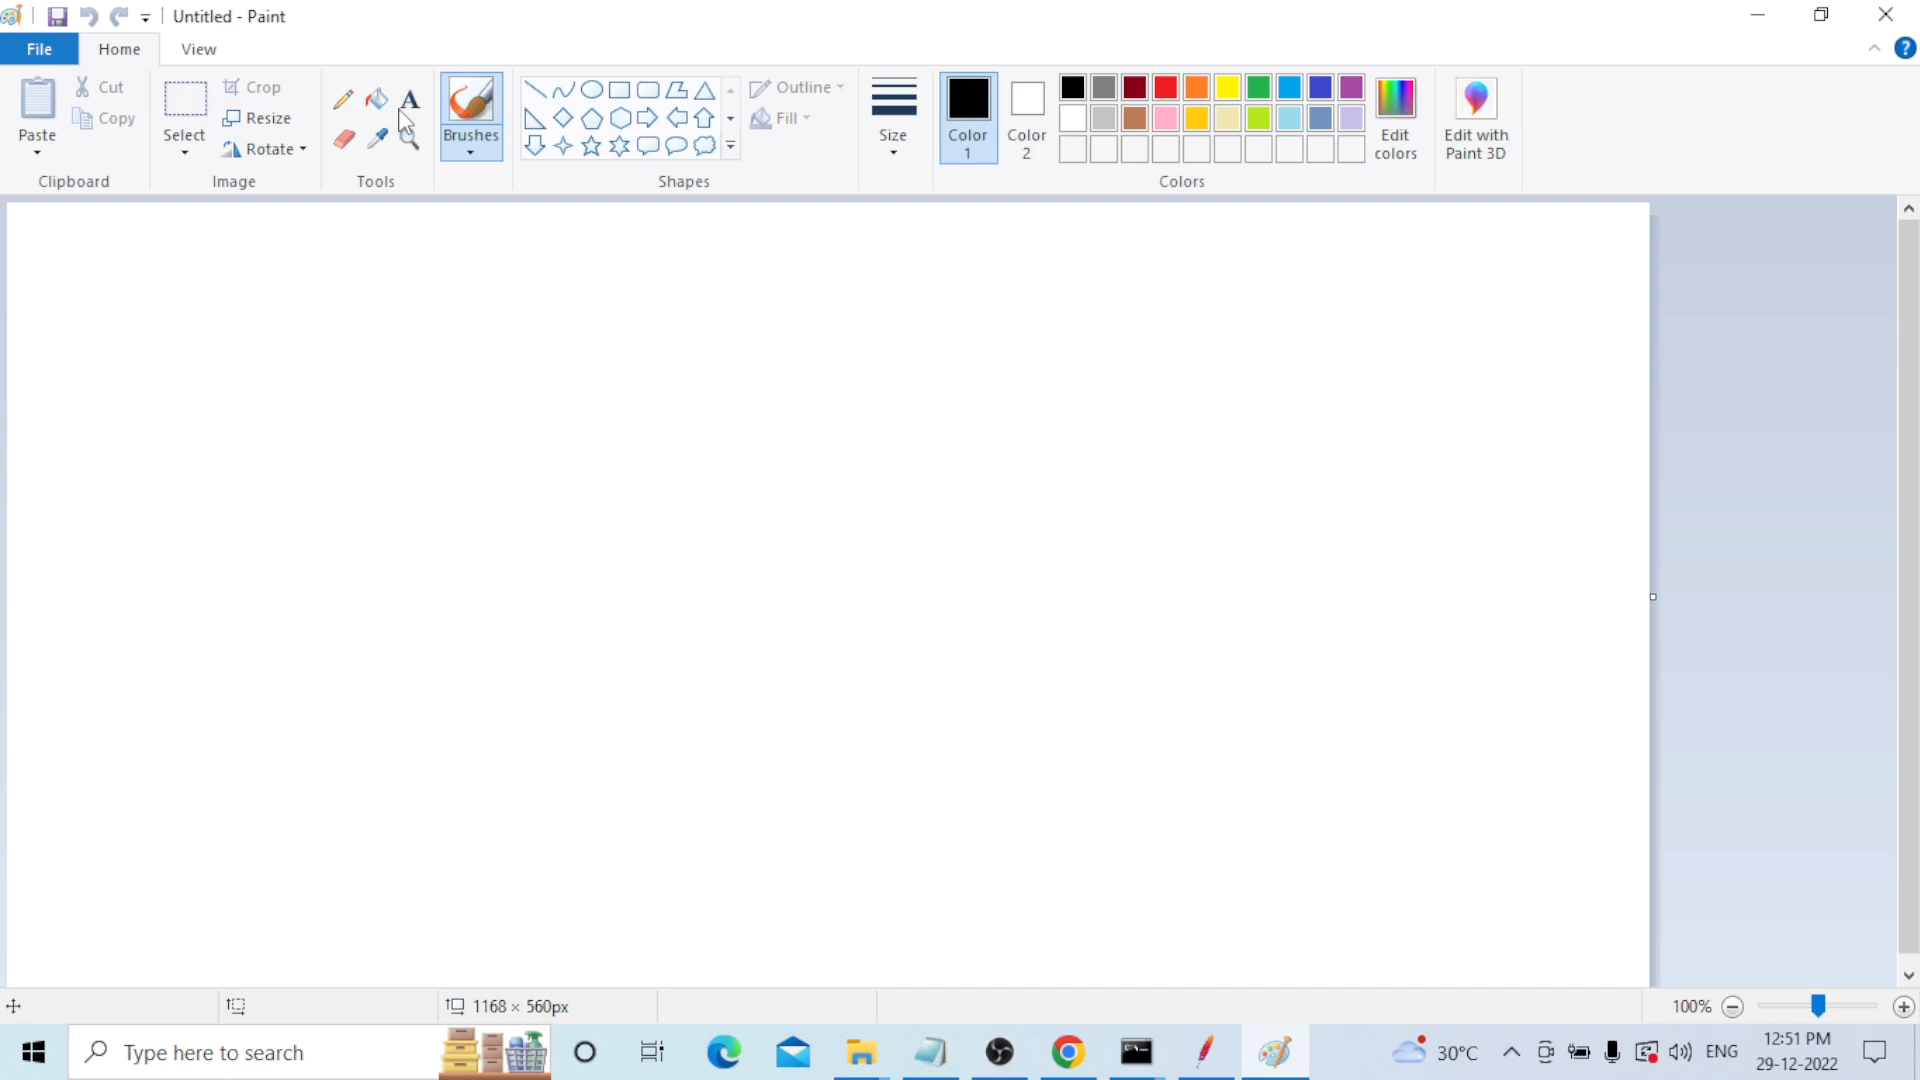 Untitled - Paint
File Home View
Paste
Cut
Copy
Clipboard
Select
Crop
Resize
Rotate
Image
A
Tools
Brushes
Shapes
Outline
Fill
Size
Color 1
Color 2
Colors
Edit colors
Edit with Paint 3D
1168 × 560px
100%
Type here to search
30°C
ENG
12:51 PM
29-12-2022